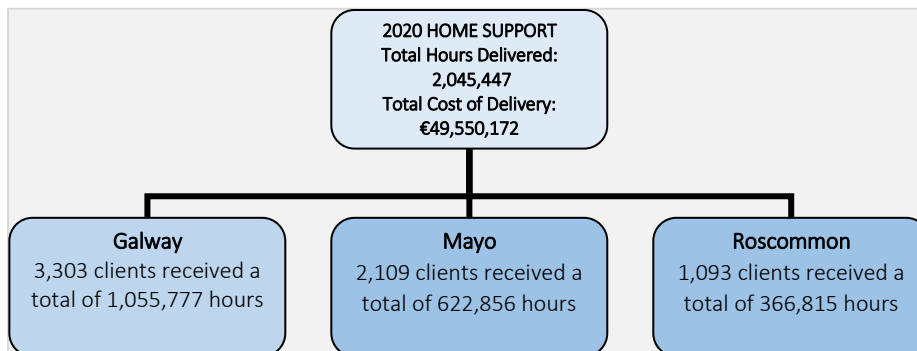 2020 HOME SUPPORT
Total Hours Delivered:
2,045,447
Total Cost of Delivery:
€49,550,172
Galway
3,303 clients received a
total of 1,055,777 hours
Mayo
2,109 clients received a
total of 622,856 hours
Roscommon
1,093 clients received a
total of 366,815 hours